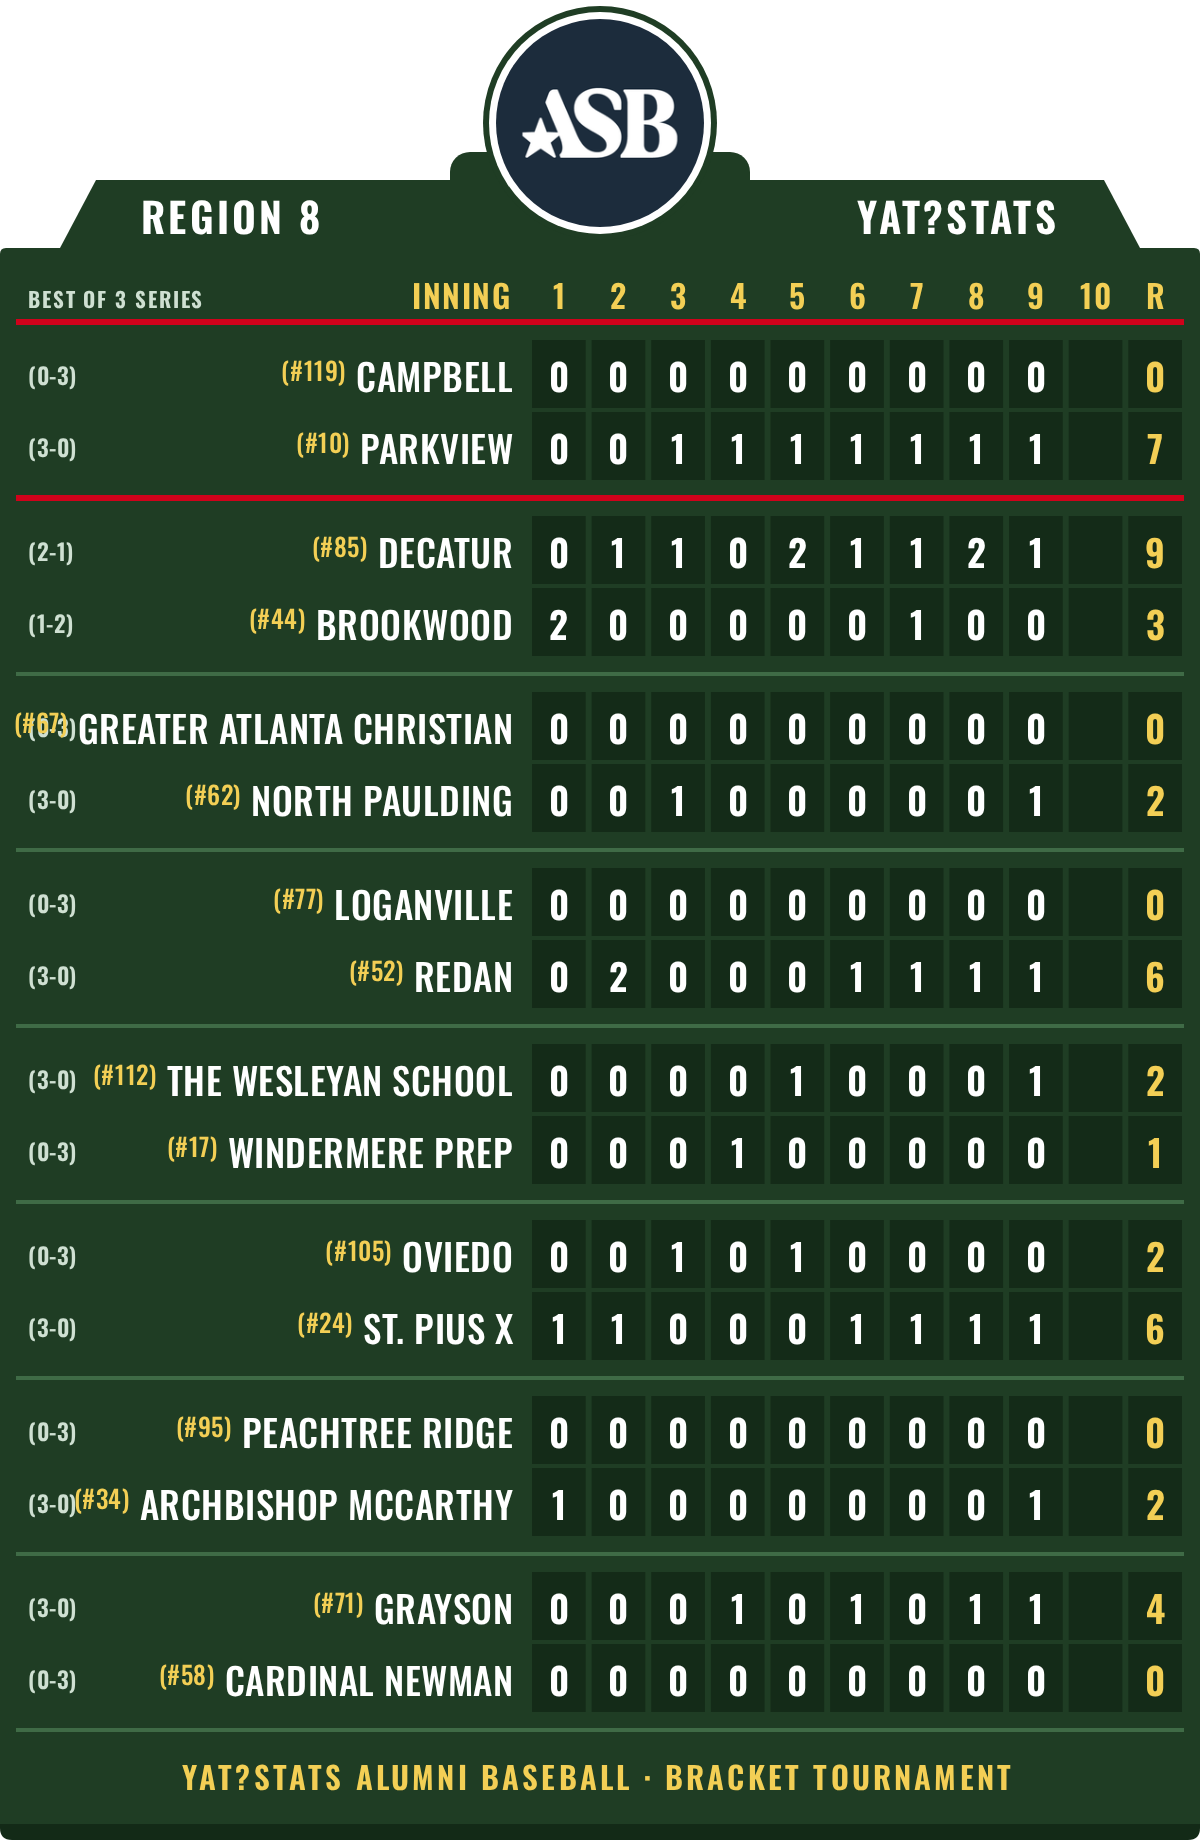 ASB
REGION 8 YAT?STATS
BEST OF 3 SERIES INNING 1 2 3 4 5 6 7 8 9 10 R
(0-3) (#119) CAMPBELL 0 0 0 0 0 0 0 0 0 0
(3-0) (#10) PARKVIEW 0 0 1 1 1 1 1 1 1 7
(2-1) (#85) DECATUR 0 1 1 0 2 1 1 2 1 9
(1-2) (#44) BROOKWOOD 2 0 0 0 0 0 1 0 0 3
(0-3) (#67) GREATER ATLANTA CHRISTIAN 0 0 0 0 0 0 0 0 0 0
(3-0) (#62) NORTH PAULDING 0 0 1 0 0 0 0 0 1 2
(0-3) (#77) LOGANVILLE 0 0 0 0 0 0 0 0 0 0
(3-0) (#52) REDAN 0 2 0 0 0 1 1 1 1 6
(3-0) (#112) THE WESLEYAN SCHOOL 0 0 0 0 1 0 0 0 1 2
(0-3) (#17) WINDERMERE PREP 0 0 0 1 0 0 0 0 0 1
(0-3) (#105) OVIEDO 0 0 1 0 1 0 0 0 0 2
(3-0) (#24) ST. PIUS X 1 1 0 0 0 1 1 1 1 6
(0-3) (#95) PEACHTREE RIDGE 0 0 0 0 0 0 0 0 0 0
(3-0) (#34) ARCHBISHOP MCCARTHY 1 0 0 0 0 0 0 0 1 2
(3-0) (#71) GRAYSON 0 0 0 1 0 1 0 1 1 4
(0-3) (#58) CARDINAL NEWMAN 0 0 0 0 0 0 0 0 0 0
YAT?STATS ALUMNI BASEBALL · BRACKET TOURNAMENT